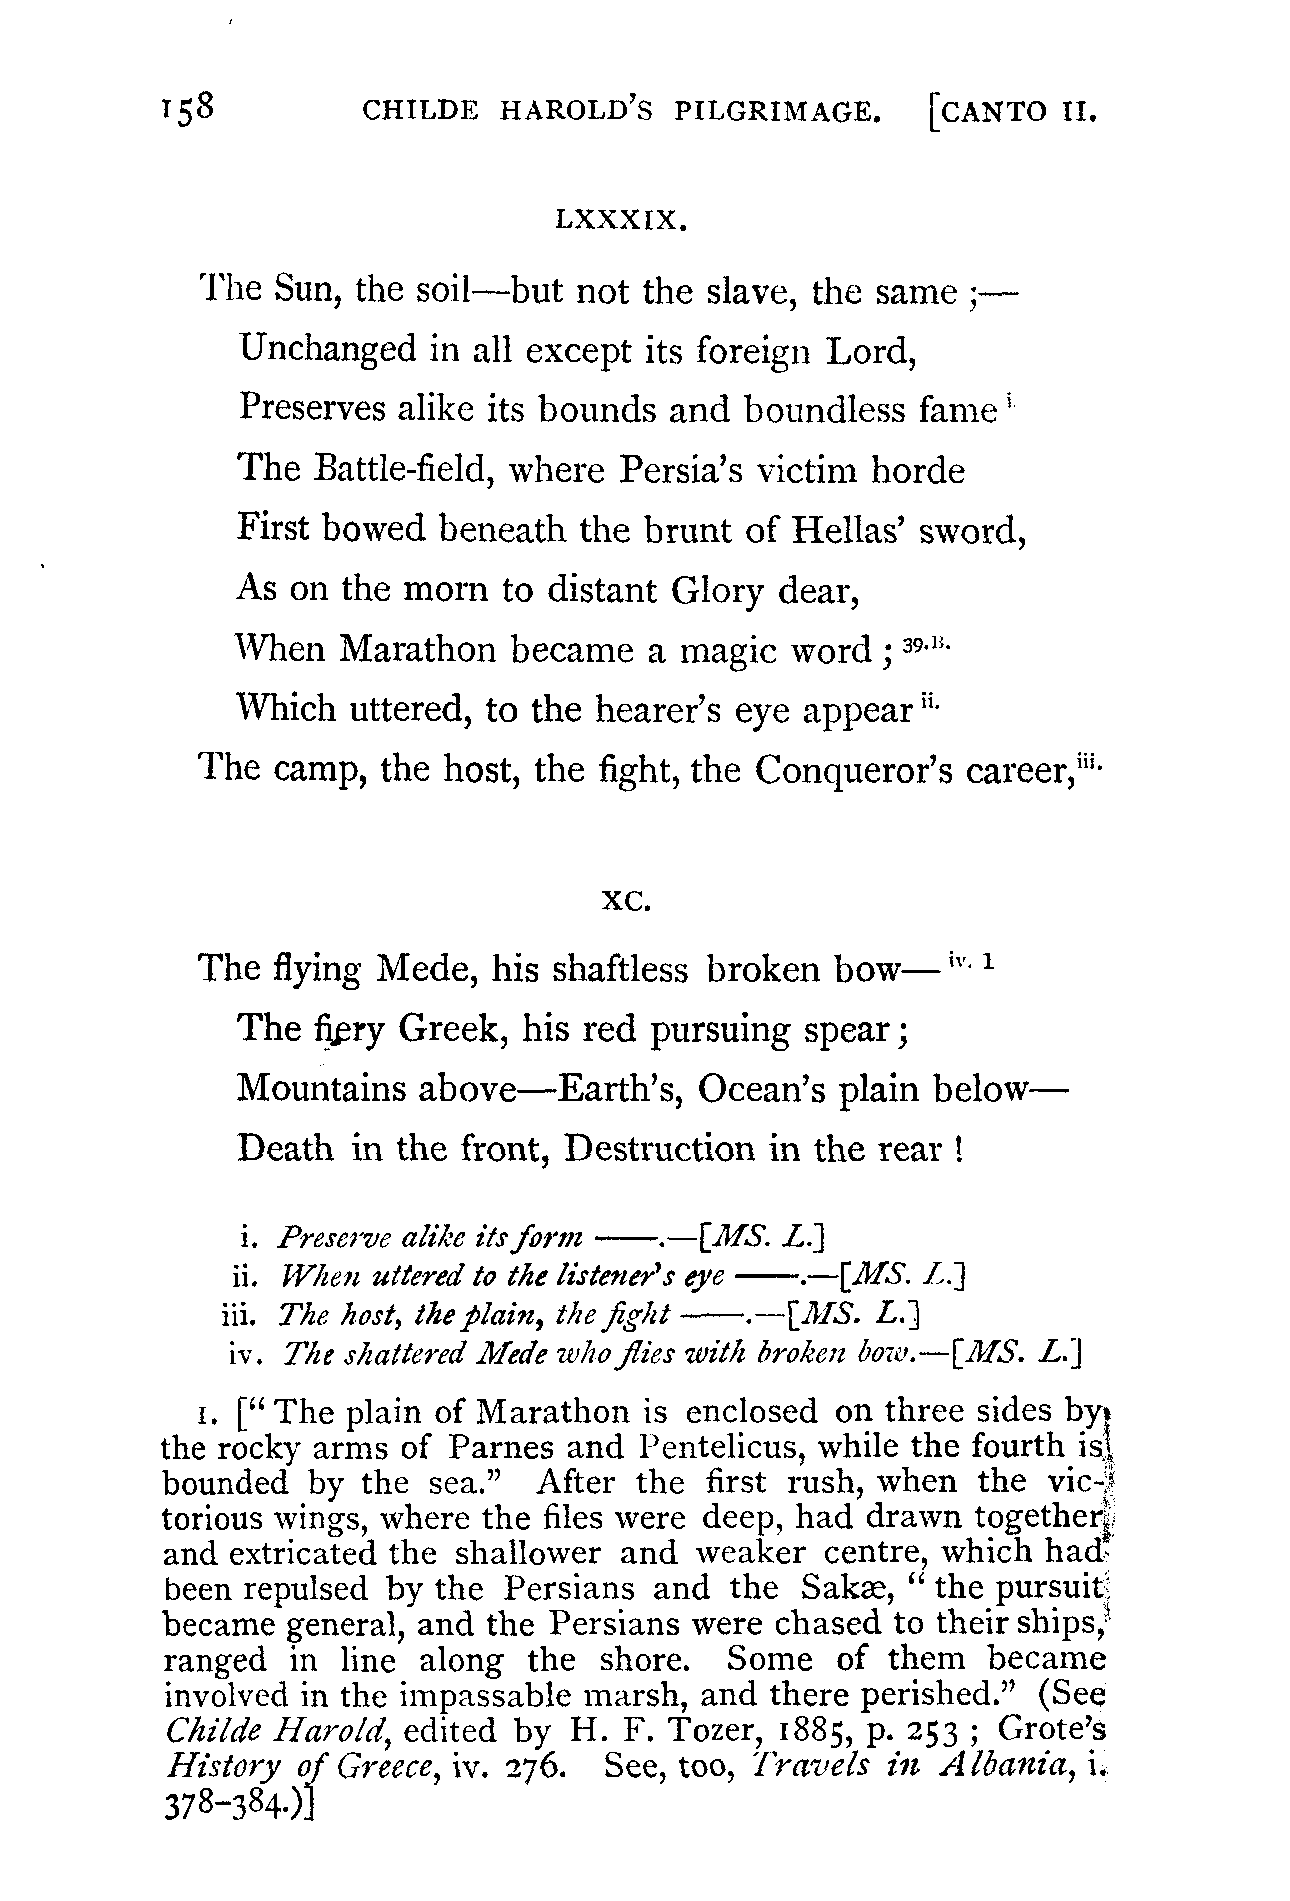 158 CHILDE HAROLD'S PILGRIMAGE. [CANTO II.
LXXXIX.
The Sun, the soil—but not the slave, the same ;—
Unchanged in all except its foreign Lord,
Preserves alike its bounds and boundless fame i.
The Battle-field, where Persia's victim horde
First bowed beneath the brunt of Hellas' sword,
As on the morn to distant Glory dear,
When Marathon became a magic word ; 39.B.
Which uttered, to the hearer's eye appear ii.
The camp, the host, the fight, the Conqueror's career, iii.
XC.
The flying Mede, his shaftless broken bow— iv. 1
The fiery Greek, his red pursuing spear ;
Mountains above—Earth's, Ocean's plain below—
Death in the front, Destruction in the rear !
i. Preserve alike its form ——.—[MS. L.]
ii. When uttered to the listener's eye ——.—[MS. L.]
iii. The host, the plain, the fight ——.—[MS. L.]
iv. The shattered Mede who flies with broken bow.—[MS. L.]
1. [" The plain of Marathon is enclosed on three sides by
the rocky arms of Parnes and Pentelicus, while the fourth is
bounded by the sea." After the first rush, when the vic-
torious wings, where the files were deep, had drawn together
and extricated the shallower and weaker centre, which had
been repulsed by the Persians and the Sakæ, " the pursuit
became general, and the Persians were chased to their ships,
ranged in line along the shore. Some of them became
involved in the impassable marsh, and there perished." (See
Childe Harold, edited by H. F. Tozer, 1885, p. 253 ; Grote's
History of Greece, iv. 276. See, too, Travels in Albania, i.
378-384.)]